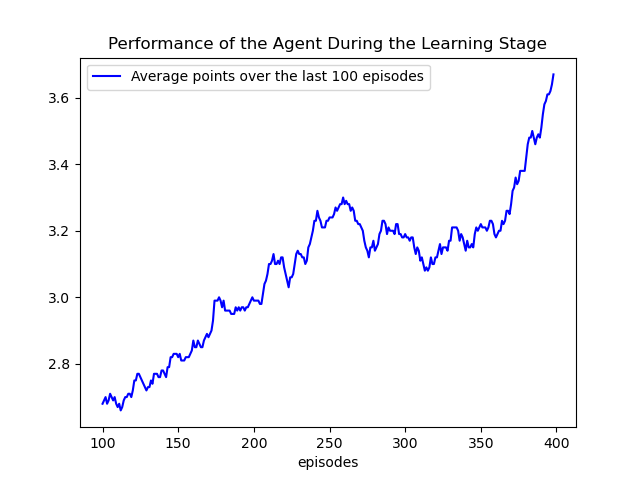 Performance of the Agent During the Learning Stage
Average points over the last 100 episodes
3.6
3.4
3.2
3.0
2.8
100 150 200 250 300 350 400
episodes